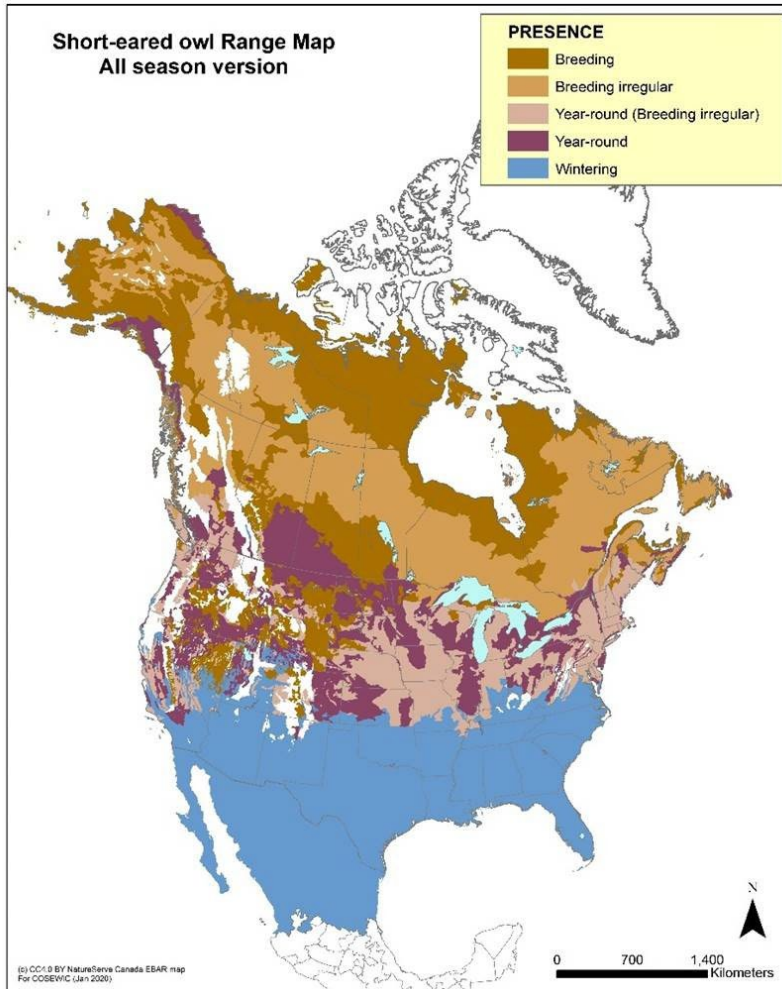 Short-eared owl Range Map
All season version
PRESENCE
Breeding
Breeding irregular
Year-round (Breeding irregular)
Year-round
Wintering
N
0 700 1,400
Kilometers
(c) CC4.0 BY NatureServe Canada EBAR map
For COSEWIC (Jan 2020)